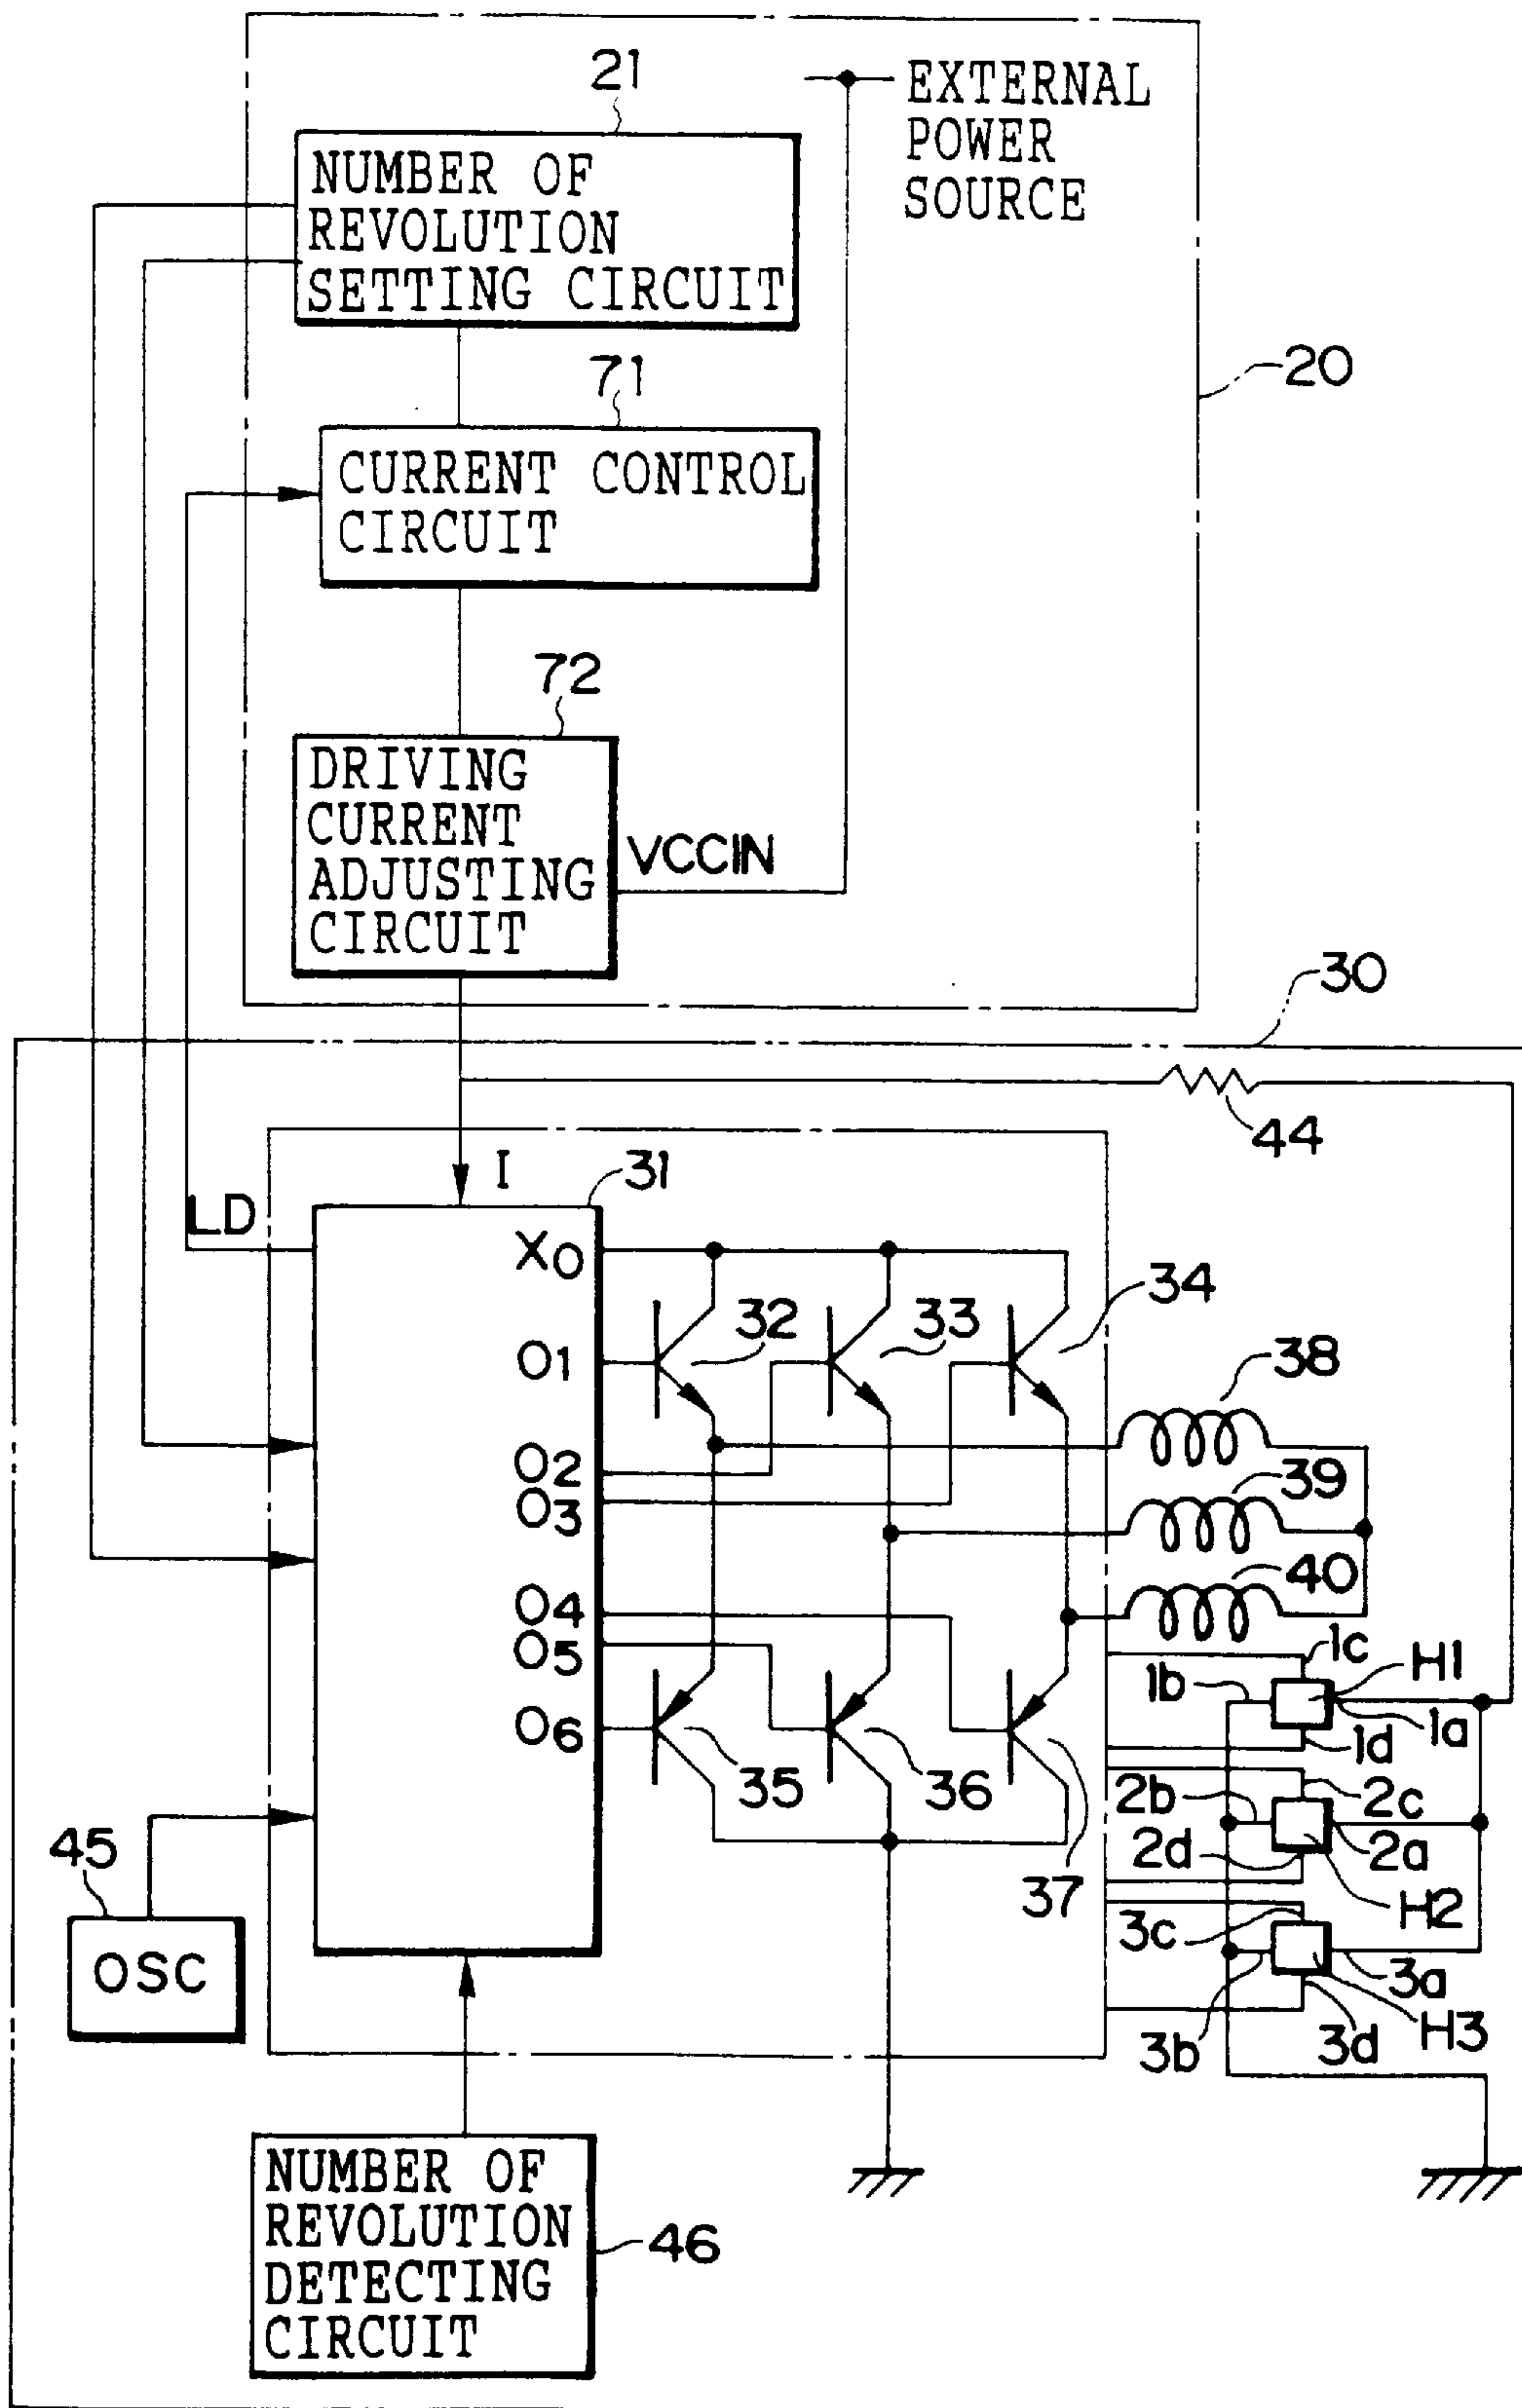 21
EXTERNAL
POWER
SOURCE
NUMBER OF
REVOLUTION
SETTING CIRCUIT
20
71
CURRENT CONTROL
CIRCUIT
72
DRIVING
CURRENT
ADJUSTING
CIRCUIT
VCCIN
30
44
I
31
LD
X0
34
32
33
O1
38
O2
O3
39
40
O4
O5
1c
H1
1b
1a
O6
1d
35
36
2c
2b
2a
2d
45
37
H2
3c
OSC
3a
H3
3d
3b
NUMBER OF
REVOLUTION
DETECTING
CIRCUIT
46